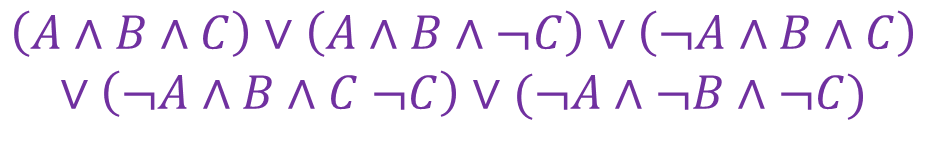 (A ∧ B ∧ C) ∨ (A ∧ B ∧ ¬C) ∨ (¬A ∧ B ∧ C)
∨ (¬A ∧ B ∧ C ¬C) ∨ (¬A ∧ ¬B ∧ ¬C)